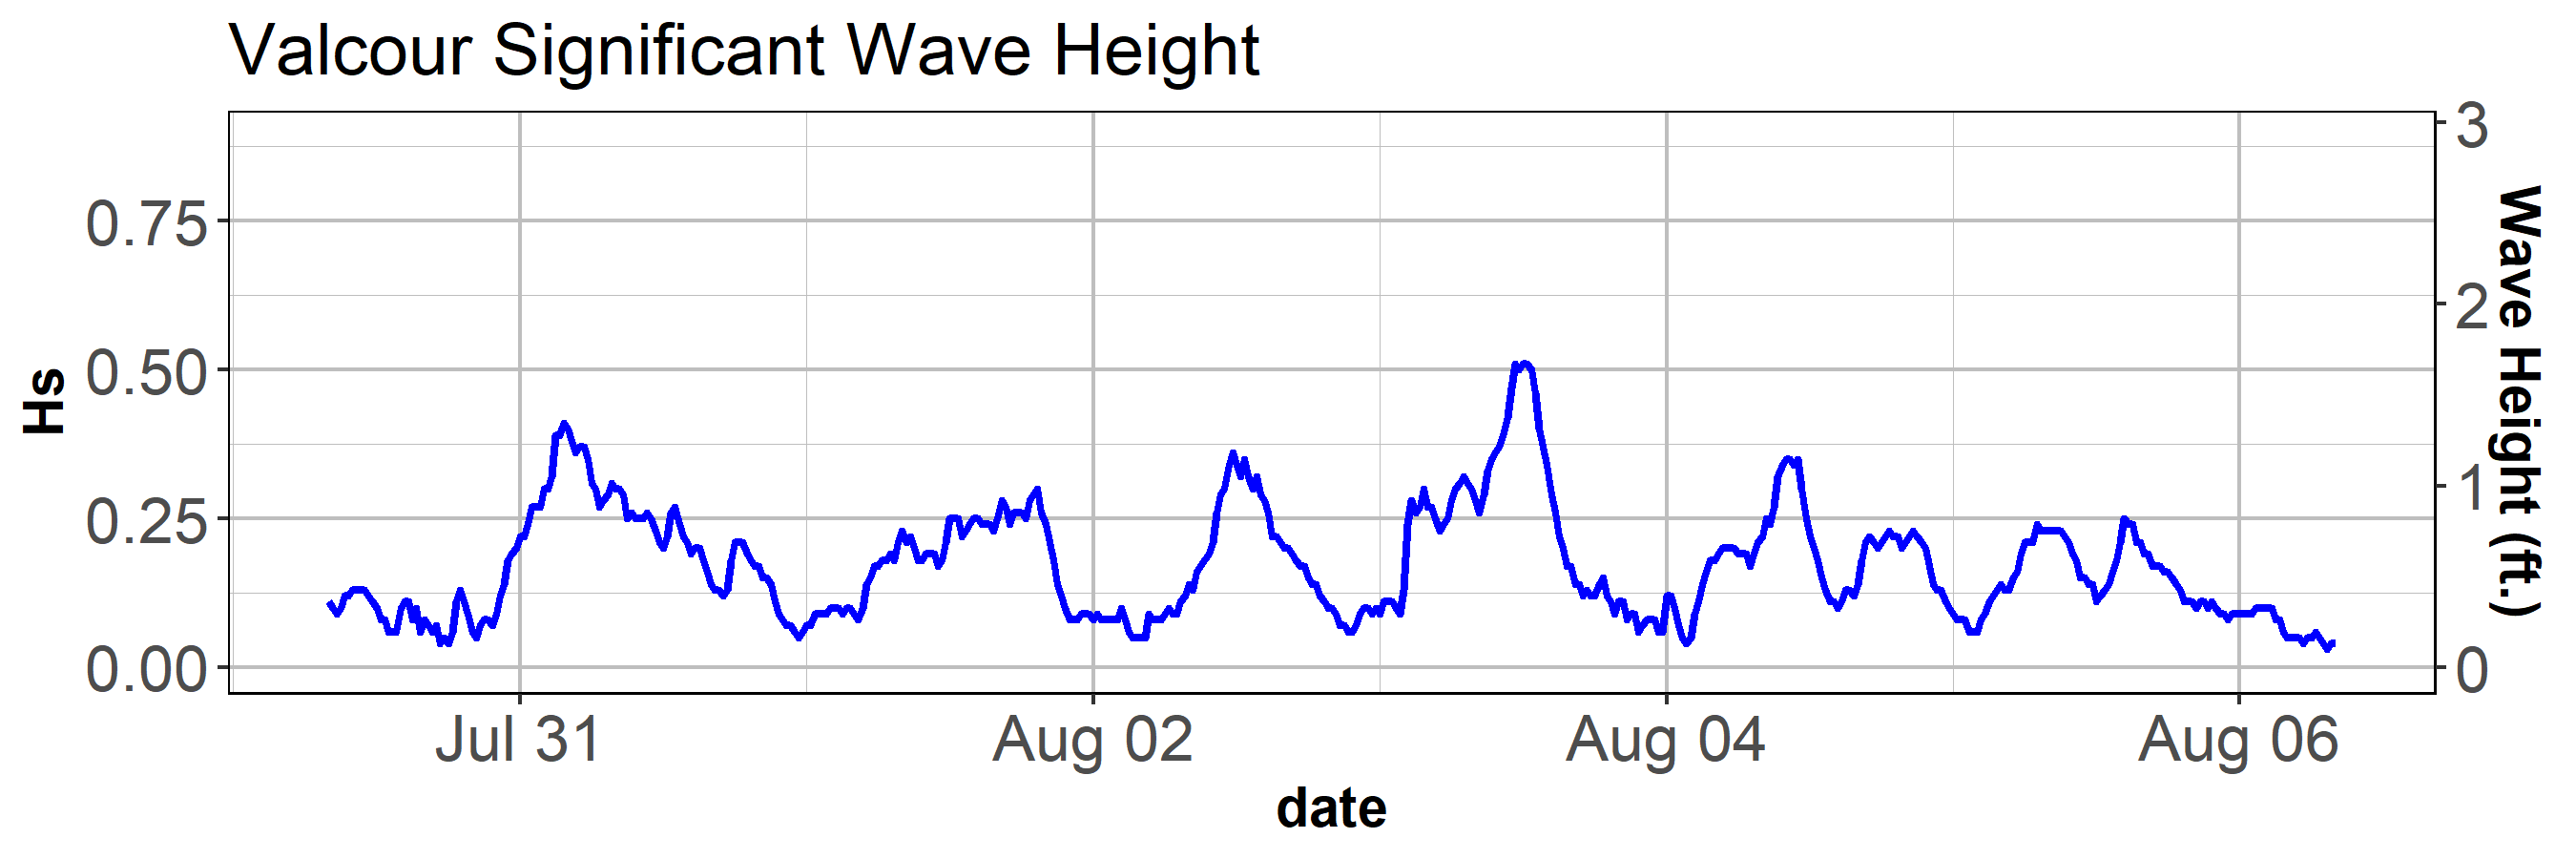 Valcour Significant Wave Height
Hs
0.75
0.50
0.25
0.00
3
2
1
0
Wave Height (ft.)
Jul 31
Aug 02
Aug 04
Aug 06
date